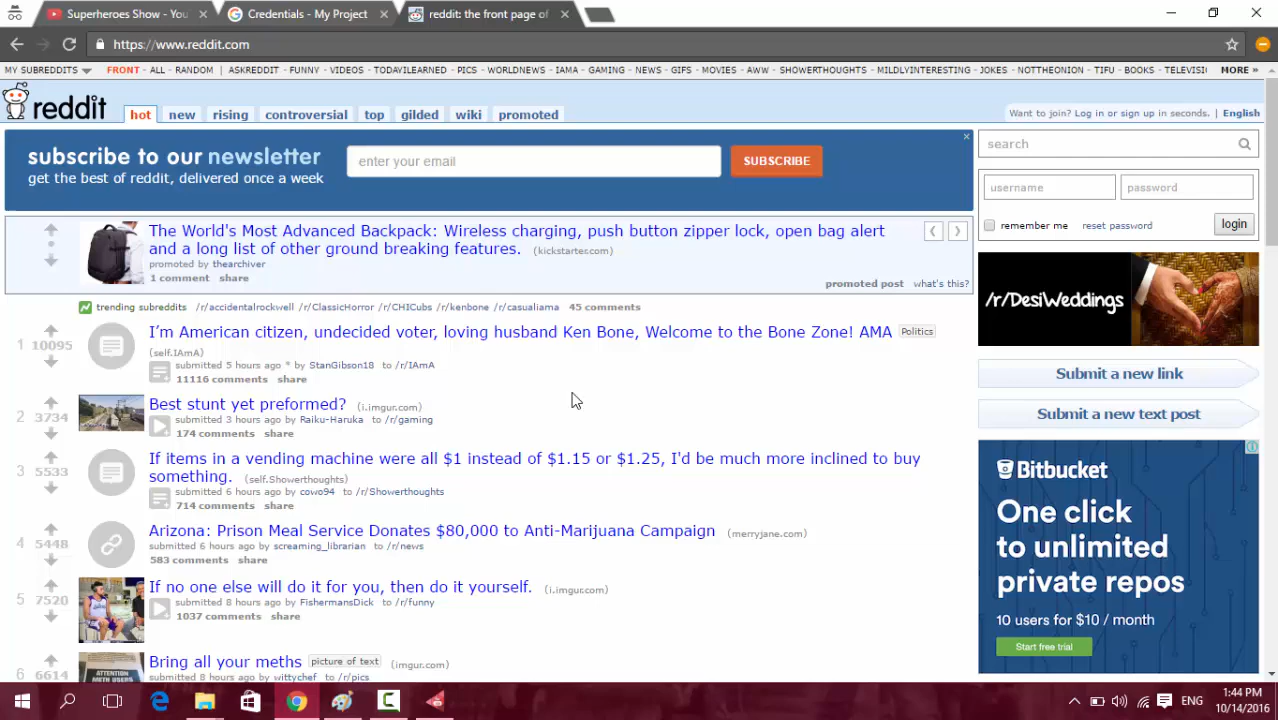 Superheroes Show - You
Credentials - My Project
reddit: the front page of
https://www.reddit.com
MY SUBREDDITS FRONT - ALL - RANDOM | ASKREDDIT - FUNNY - VIDEOS - TODAYILEARNED - PICS - WORLDNEWS - IAMA - GAMING - NEWS - GIFS - MOVIES - AWW - SHOWERTHOUGHTS - MILDLYINTERESTING - JOKES - NOTTHEONION - TIFU - BOOKS - TELEVISI MORE »
reddit hot new rising controversial top gilded wiki promoted
Want to join? Log in or sign up in seconds. | English
subscribe to our newsletter
get the best of reddit, delivered once a week
enter your email
SUBSCRIBE
The World's Most Advanced Backpack: Wireless charging, push button zipper lock, open bag alert
and a long list of other ground breaking features. (kickstarter.com)
promoted by thearchiver
1 comment share
promoted post what's this?
trending subreddits /r/accidentalrockwell /r/ClassicHorror /r/CHICubs /r/kenbone /r/casualiama 45 comments
1 10095 I'm American citizen, undecided voter, loving husband Ken Bone, Welcome to the Bone Zone! AMA Politics
(self.IAmA)
submitted 5 hours ago * by StanGibson18 to /r/IAmA
11116 comments share
2 3734 Best stunt yet preformed? (i.imgur.com)
submitted 3 hours ago by Raiku-Haruka to /r/gaming
174 comments share
3 5533 If items in a vending machine were all $1 instead of $1.15 or $1.25, I'd be much more inclined to buy
something. (self.Showerthoughts)
submitted 6 hours ago by cowo94 to /r/Showerthoughts
714 comments share
4 5448 Arizona: Prison Meal Service Donates $80,000 to Anti-Marijuana Campaign (merryjane.com)
submitted 6 hours ago by screaming_librarian to /r/news
583 comments share
5 7520 If no one else will do it for you, then do it yourself. (i.imgur.com)
submitted 8 hours ago by FishermansDick to /r/funny
1037 comments share
6 6614 Bring all your meths picture of text (imgur.com)
submitted 8 hours ago by wittychef to /r/pics
ATTENTION
search
username password
remember me reset password login
/r/DesiWeddings
Submit a new link
Submit a new text post
Bitbucket
One click
to unlimited
private repos
10 users for $10 / month
Start free trial
ENG
1:44 PM
10/14/2016